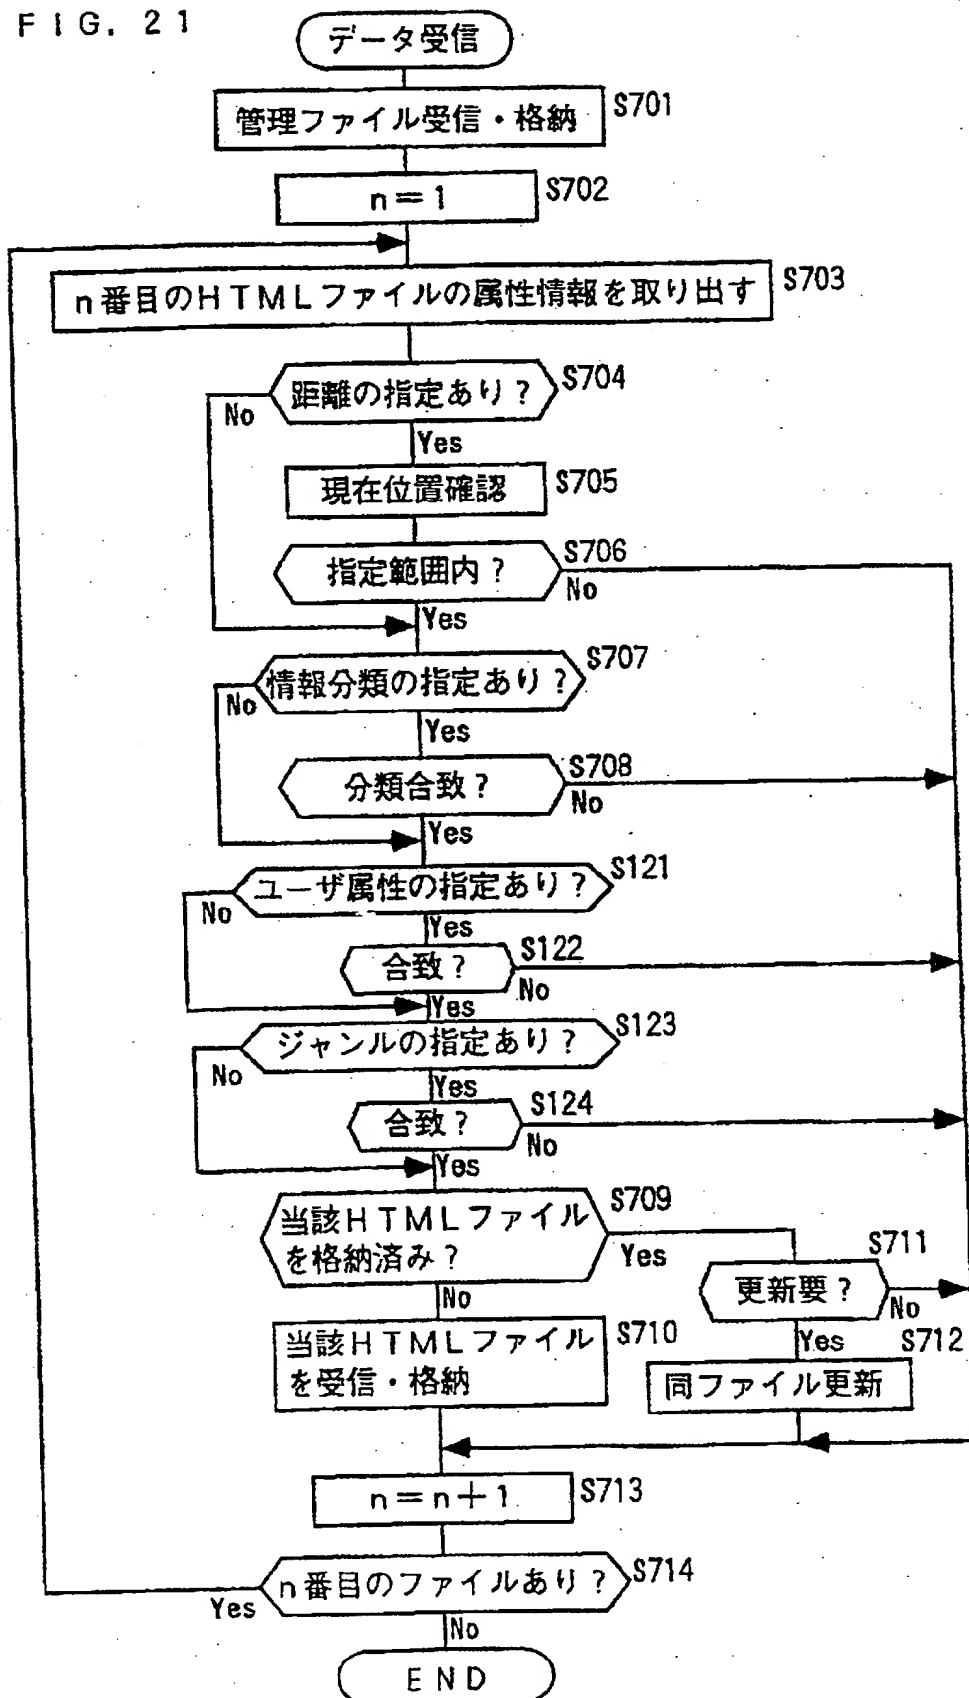 FIG. 21
データ受信
管理ファイル受信・格納 S701
n=1 S702
n番目のHTMLファイルの属性情報を取り出す S703
距離の指定あり? S704
No
Yes
現在位置確認 S705
指定範囲内? S706
No
Yes
情報分類の指定あり? S707
No
Yes
分類合致? S708
No
Yes
ユーザ属性の指定あり? S121
No
Yes
合致? S122
No
Yes
ジャンルの指定あり? S123
No
Yes
合致? S124
No
Yes
当該HTMLファイル
を格納済み?
S709
Yes
No
更新要? S711
No
Yes
当該HTMLファイル
を受信・格納
S710
同ファイル更新 S712
n=n+1 S713
n番目のファイルあり? S714
Yes
No
END